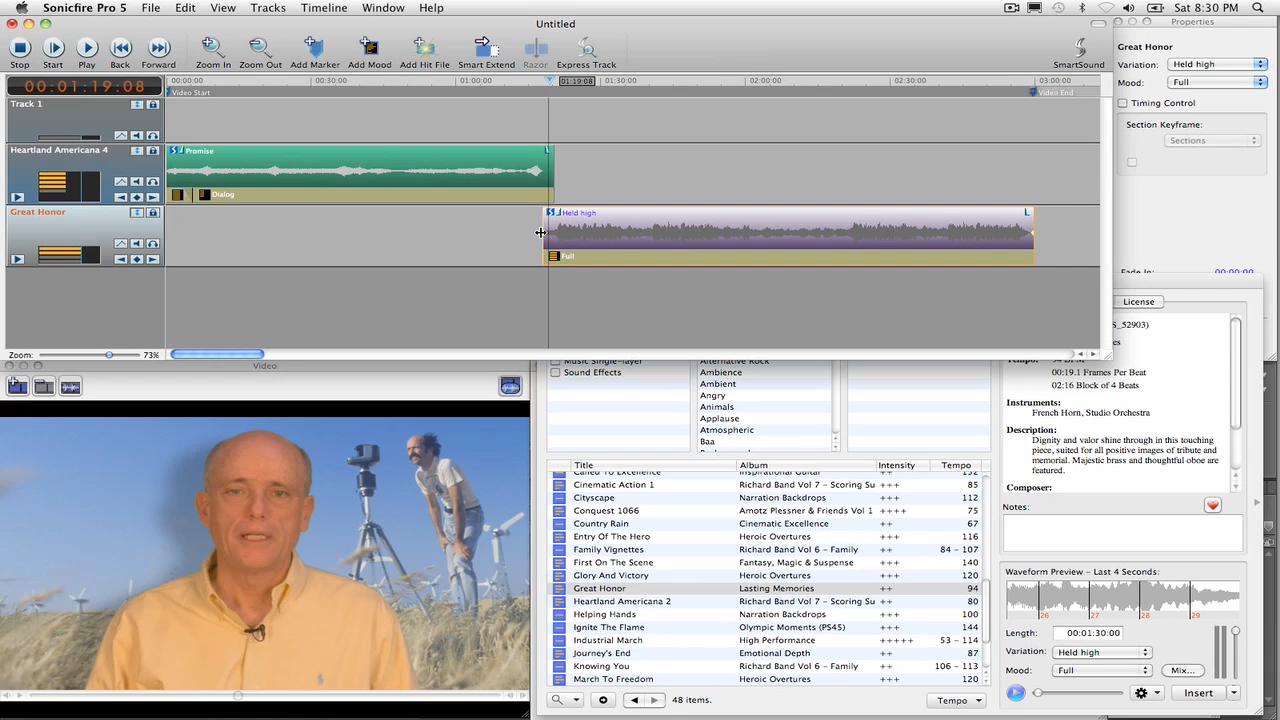 Sonicfire Pro 5 File Edit View Tracks Timeline Window Help Sat 8:30 PM
Untitled
Properties
Stop Start Play Back Forward Zoom In Zoom Out Add Marker Add Mood Add Hit File Smart Extend Razor Express Track SmartSound
Great Honor
Variation: Held high
Mood: Full
Timing Control
Section Keyframe:
Sections
00:01:19:08
00:00:00 00:30:00 01:00:00 01:19:08 01:30:00 02:00:00 02:30:00 03:00:00
Video Start Video End
Track 1
Heartland Americana 4
Promise
Dialog
Great Honor
Held high
Full
Fade In: 00:00:00
Zoom: 73%
Video
License
S_52903)
00:19.1 Frames Per Beat
02:16 Block of 4 Beats
Instruments:
French Horn, Studio Orchestra
Description:
Dignity and valor shine through in this touching
piece, suited for all positive images of tribute and
memorial. Majestic brass and thoughtful oboe are
featured.
Composer:
Notes:
Music Single-layer
Sound Effects
Alternative Rock
Ambience
Ambient
Angry
Animals
Applause
Atmospheric
Baa
Title Album Intensity Tempo
Called To Excellence Inspirational Guitar ++ 132
Cinematic Action 1 Richard Band Vol 7 – Scoring Su ++ 85
Cityscape Narration Backdrops ++ 112
Conquest 1066 Amotz Plessner & Friends Vol 1 ++++ 75
Country Rain Cinematic Excellence ++ 67
Entry Of The Hero Heroic Overtures +++ 116
Family Vignettes Richard Band Vol 6 – Family ++ 84 – 107
First On The Scene Fantasy, Magic & Suspense +++ 140
Glory And Victory Heroic Overtures +++ 120
Great Honor Lasting Memories +++ 94
Heartland Americana 2 Richard Band Vol 7 – Scoring Su +++ 80
Helping Hands Narration Backdrops +++ 100
Ignite The Flame Olympic Moments (PS45) +++ 144
Industrial March High Performance +++++ 53 – 114
Journey's End Emotional Depth ++ 87
Knowing You Richard Band Vol 6 – Family +++ 106 – 113
March To Freedom Heroic Overtures +++ 120
48 items.
Tempo
Waveform Preview – Last 4 Seconds:
26 27 28 29
Length: 00:01:30:00
Variation: Held high
Mood: Full Mix...
Insert